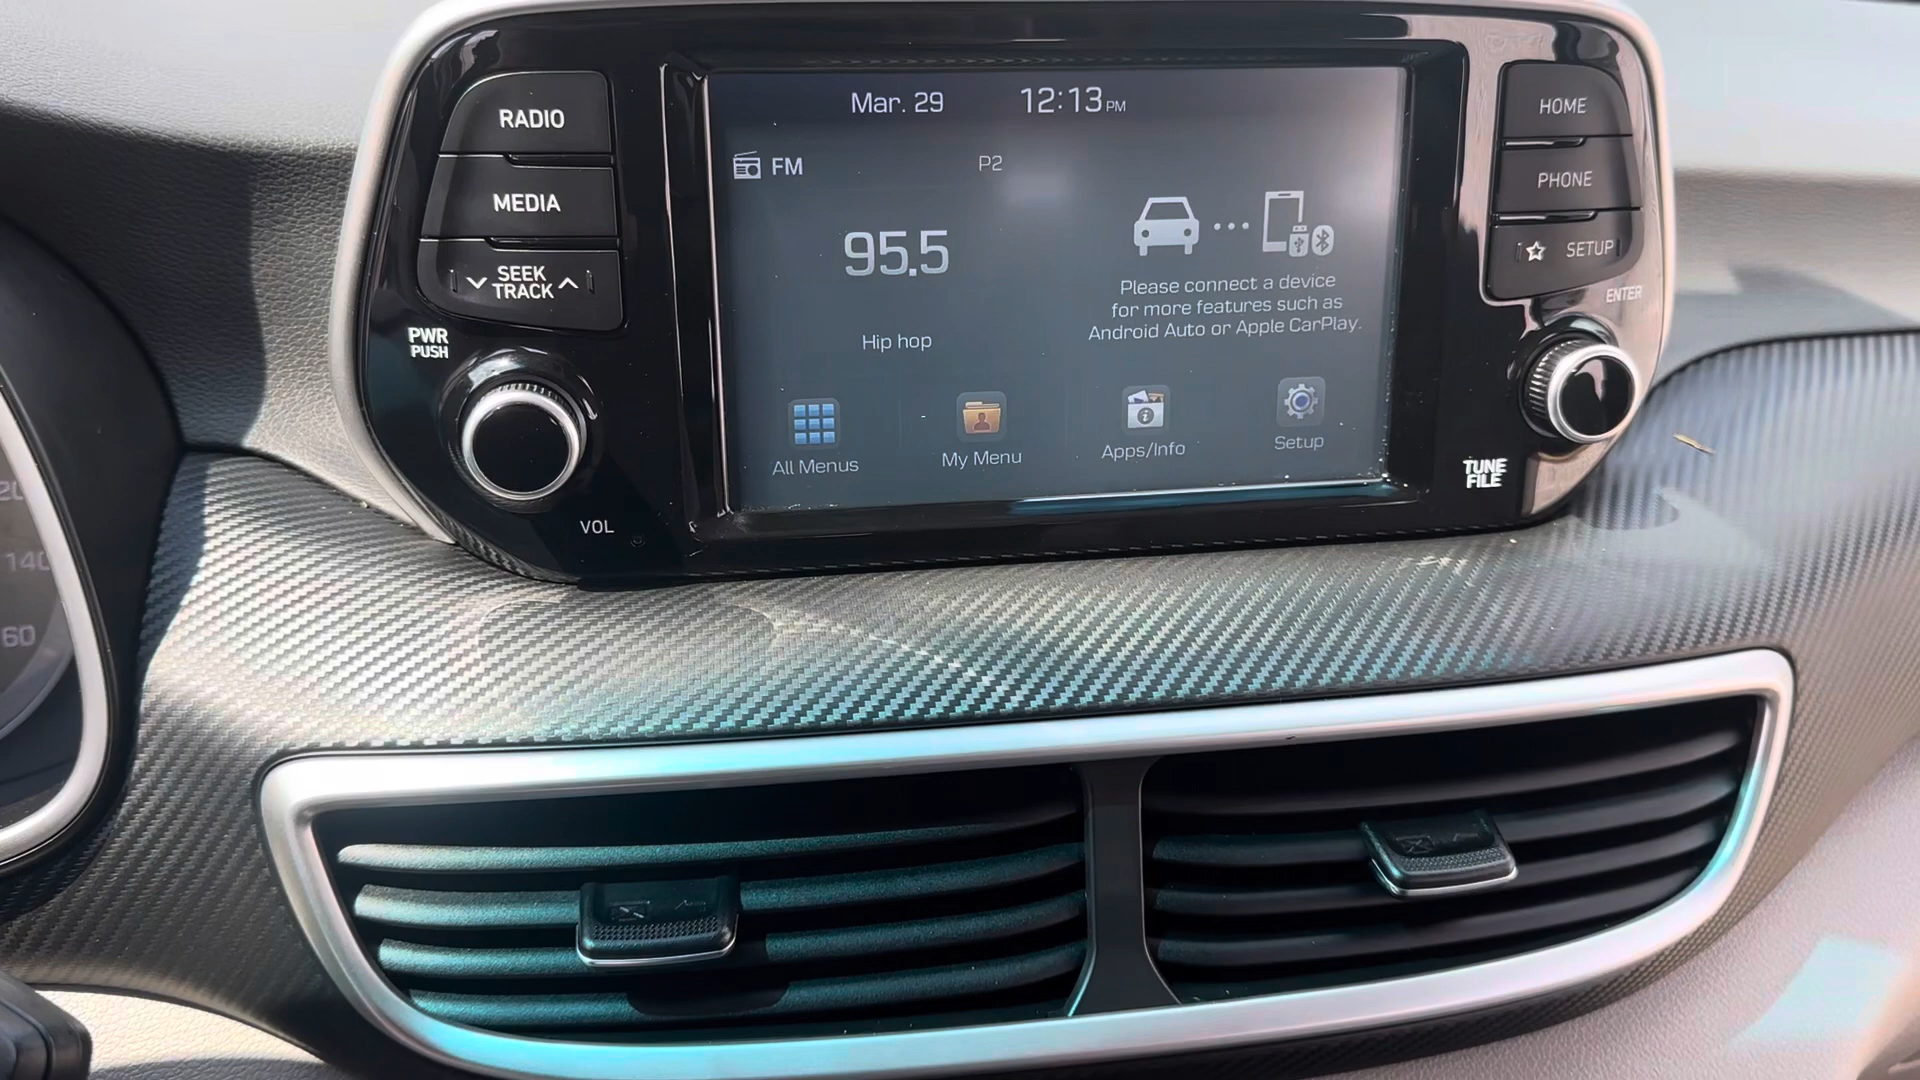 RADIO
MEDIA
SEEK
TRACK
PWR
PUSH
VOL
Mar. 29 12:13 PM
FM P2
95.5
Hip hop
Please connect a device
for more features such as
Android Auto or Apple CarPlay.
All Menus
My Menu
Apps/Info
Setup
HOME
PHONE
SETUP
ENTER
TUNE
FILE
140
60